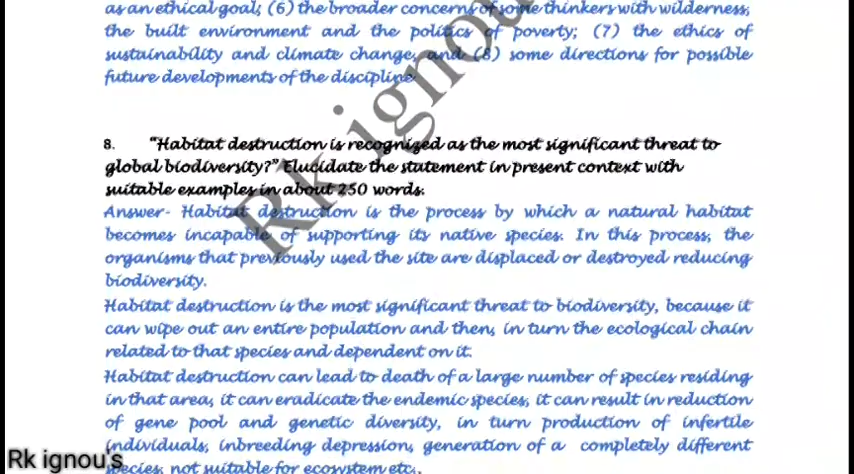 as an ethical goal; (6) the broader concerns of some thinkers with wilderness,
the built environment and the politics of poverty; (7) the ethics of
sustainability and climate change, and (8) some directions for possible
future developments of the discipline
8. "Habitat destruction is recognized as the most significant threat to
global biodiversity?" Elucidate the statement in present context with
suitable examples in about 250 words.
Answer- Habitat destruction is the process by which a natural habitat
becomes incapable of supporting its native species. In this process, the
organisms that previously used the site are displaced or destroyed reducing
biodiversity.
Habitat destruction is the most significant threat to biodiversity, because it
can wipe out an entire population and then, in turn the ecological chain
related to that species and dependent on it.
Habitat destruction can lead to death of a large number of species residing
in that area, it can eradicate the endemic species, it can result in reduction
of gene pool and genetic diversity, in turn production of infertile
individuals, inbreeding depression, generation of a completely different
species, not suitable for ecosystem etc.
Rk ignou's
Rk ignou